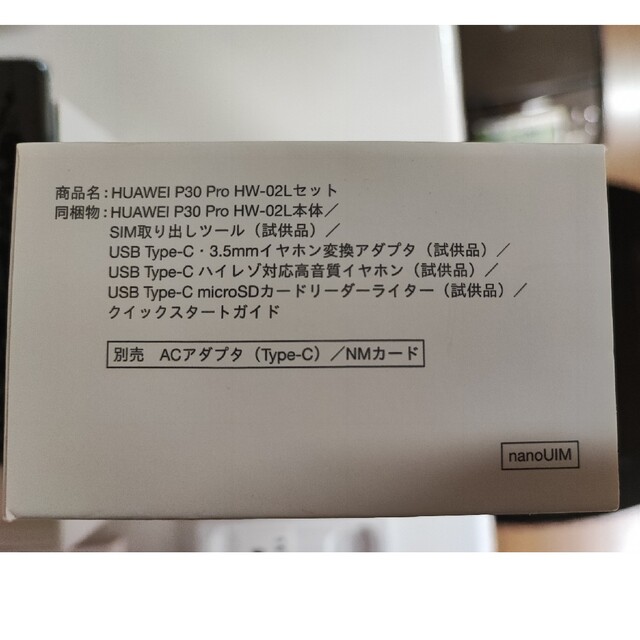 商品名:HUAWEI P30 Pro HW-02Lセット
同梱物:HUAWEI P30 Pro HW-02L本体／
SIM取り出しツール（試供品）／
USB Type-C・3.5mmイヤホン変換アダプタ（試供品）／
USB Type-C ハイレゾ対応高音質イヤホン（試供品）／
USB Type-C microSDカードリーダーライター（試供品）／
クイックスタートガイド
別売　ACアダプタ（Type-C）／NMカード
nanoUIM